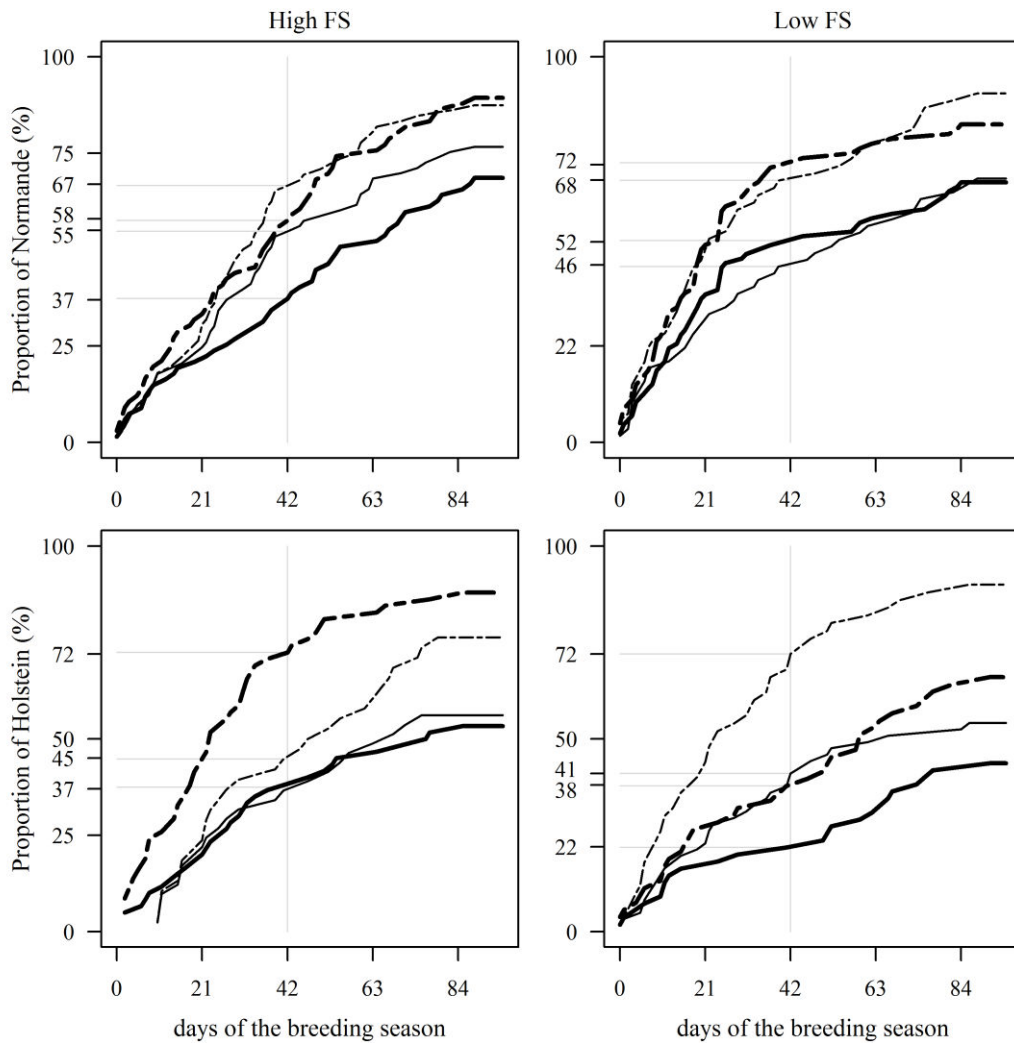 High FS
Low FS
Proportion of Normande (%)
100
75
67
58
55
37
25
0
0 21 42 63 84
100
72
68
52
46
22
0
0 21 42 63 84
Proportion of Holstein (%)
100
72
50
45
37
25
0
0 21 42 63 84
days of the breeding season
100
72
50
41
38
22
0
0 21 42 63 84
days of the breeding season